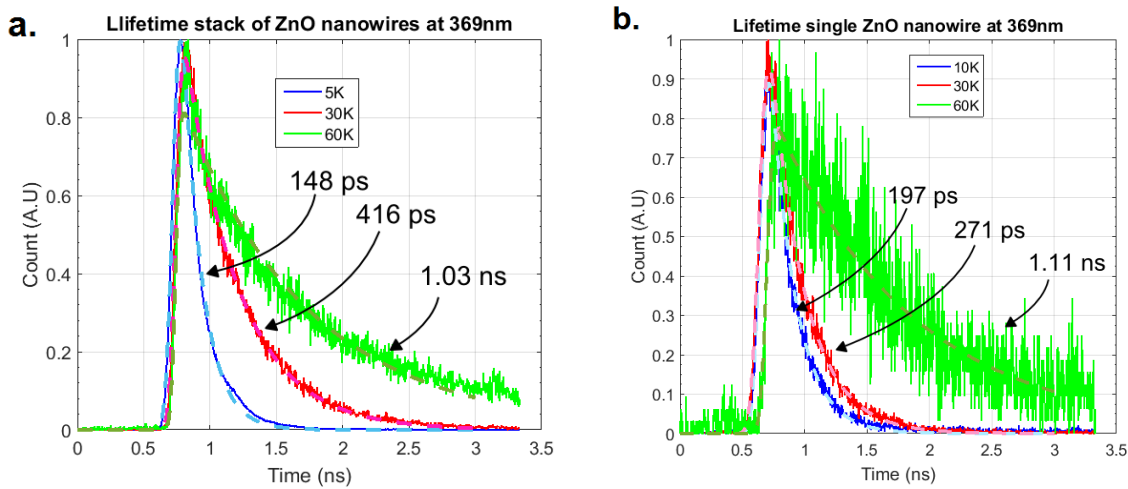 a.
Llifetime stack of ZnO nanowires at 369nm
Count (A.U)
1
0.8
0.6
0.4
0.2
0
5K
30K
60K
148 ps
416 ps
1.03 ns
0
0.5
1
1.5
2
2.5
3
3.5
Time (ns)
b.
Lifetime single ZnO nanowire at 369nm
Count (A.U)
1
0.9
0.8
0.7
0.6
0.5
0.4
0.3
0.2
0.1
0
10K
30K
60K
197 ps
271 ps
1.11 ns
0
0.5
1
1.5
2
2.5
3
3.5
Time (ns)